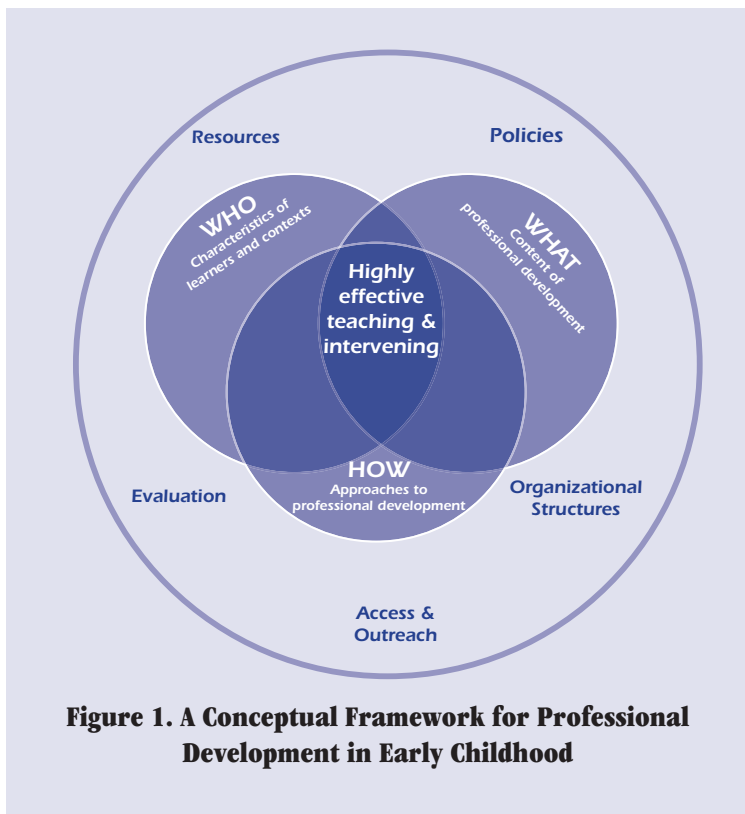 Resources
Policies
WHO
Characteristics of
learners and contexts
WHAT
Content of
professional development
Highly
effective
teaching &
intervening
HOW
Approaches to
professional development
Evaluation
Organizational
Structures
Access &
Outreach
Figure 1. A Conceptual Framework for Professional
Development in Early Childhood